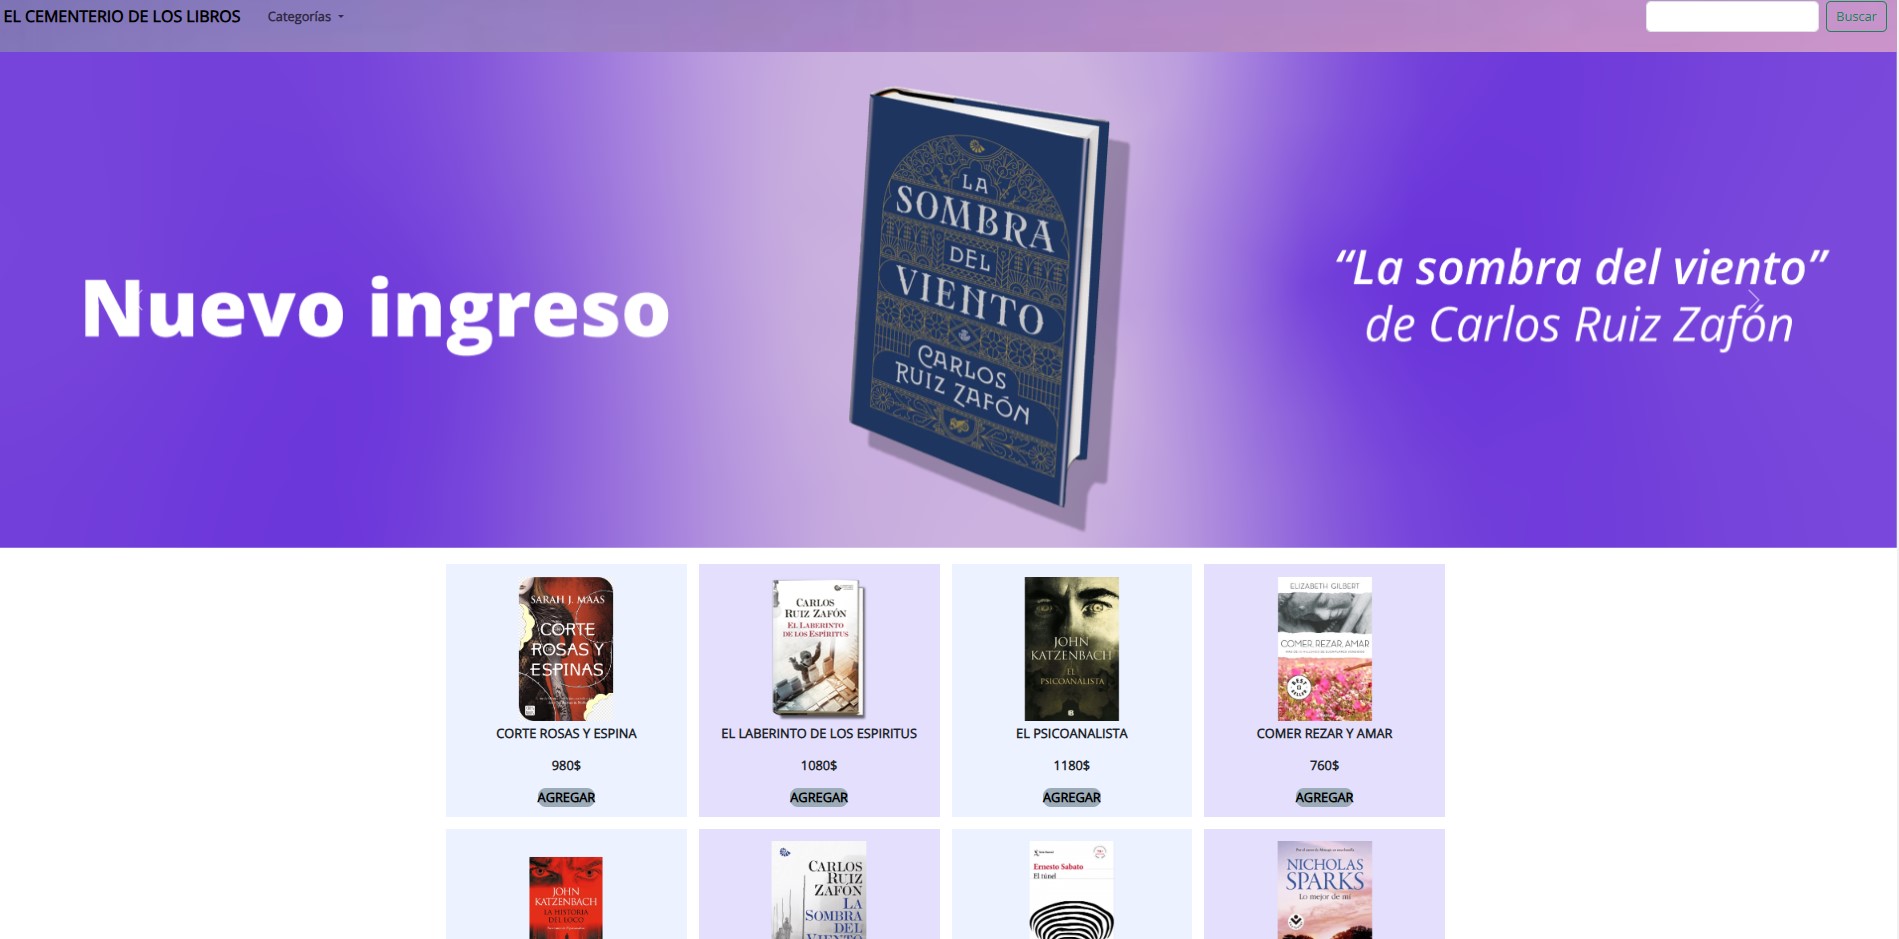 EL CEMENTERIO DE LOS LIBROS
Categorías
Buscar
Nuevo ingreso
LA
SOMBRA
DEL
VIENTO
CARLOS
RUIZ ZAFÓN
“La sombra del viento”
de Carlos Ruiz Zafón
SARAH J. MAAS
CORTE
ROSAS Y
ESPINAS
CORTE ROSAS Y ESPINA
980$
AGREGAR
CARLOS
RUIZ ZAFÓN
EL LABERINTO
DE LOS ESPÍRITUS
EL LABERINTO DE LOS ESPIRITUS
1080$
AGREGAR
JOHN
KATZENBACH
EL
PSICOANALISTA
EL PSICOANALISTA
1180$
AGREGAR
ELIZABETH GILBERT
COMER, REZAR, AMAR
BEST
SELLER
COMER REZAR Y AMAR
760$
AGREGAR
JOHN
KATZENBACH
LA HISTORIA
DEL LOCO
CARLOS
RUIZ
ZAFÓN
LA
SOMBRA
DEL
VIENTO
Ernesto Sabato
El túnel
NICHOLAS
SPARKS
Lo mejor de mí